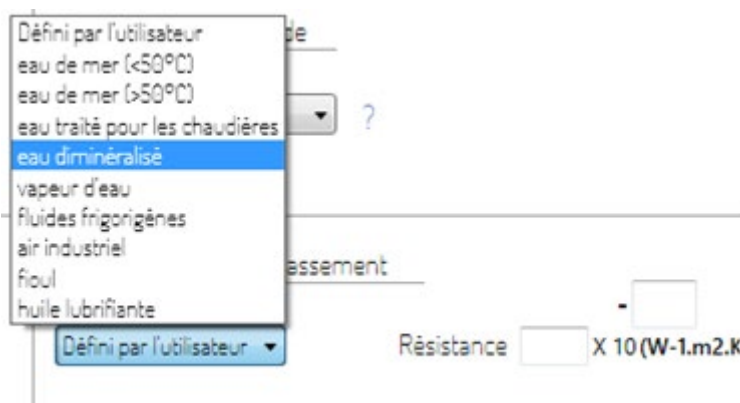 Défini par l'utilisateur
de
eau de mer (<50°C)
eau de mer (>50°C)
?
eau traité pour les chaudières
eau diminéralisé
vapeur d'eau
fluides frigorigènes
air industriel
assement
fioul
huile lubrifiante
-
Défini par l'utilisateur
Résistance X 10 (W-1.m2.K